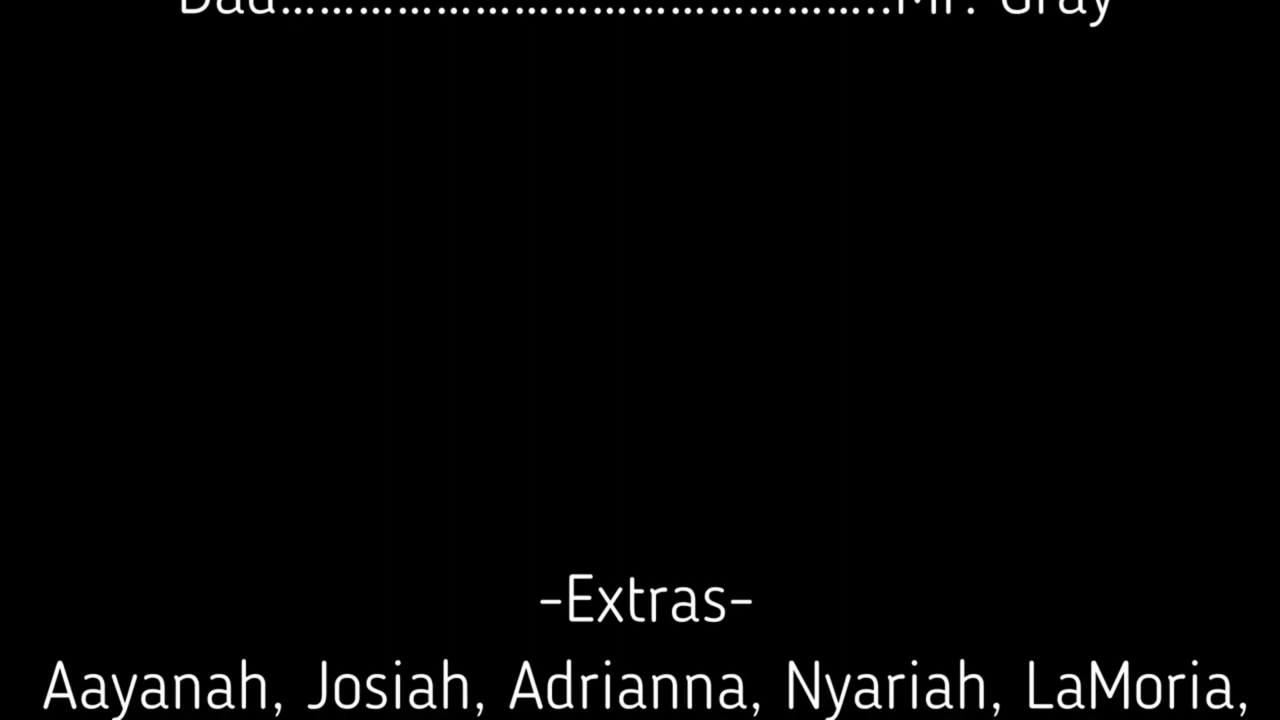 Dad……………………………………………..Mr. Gray
-Extras-
Aayanah, Josiah, Adrianna, Nyariah, LaMoria,